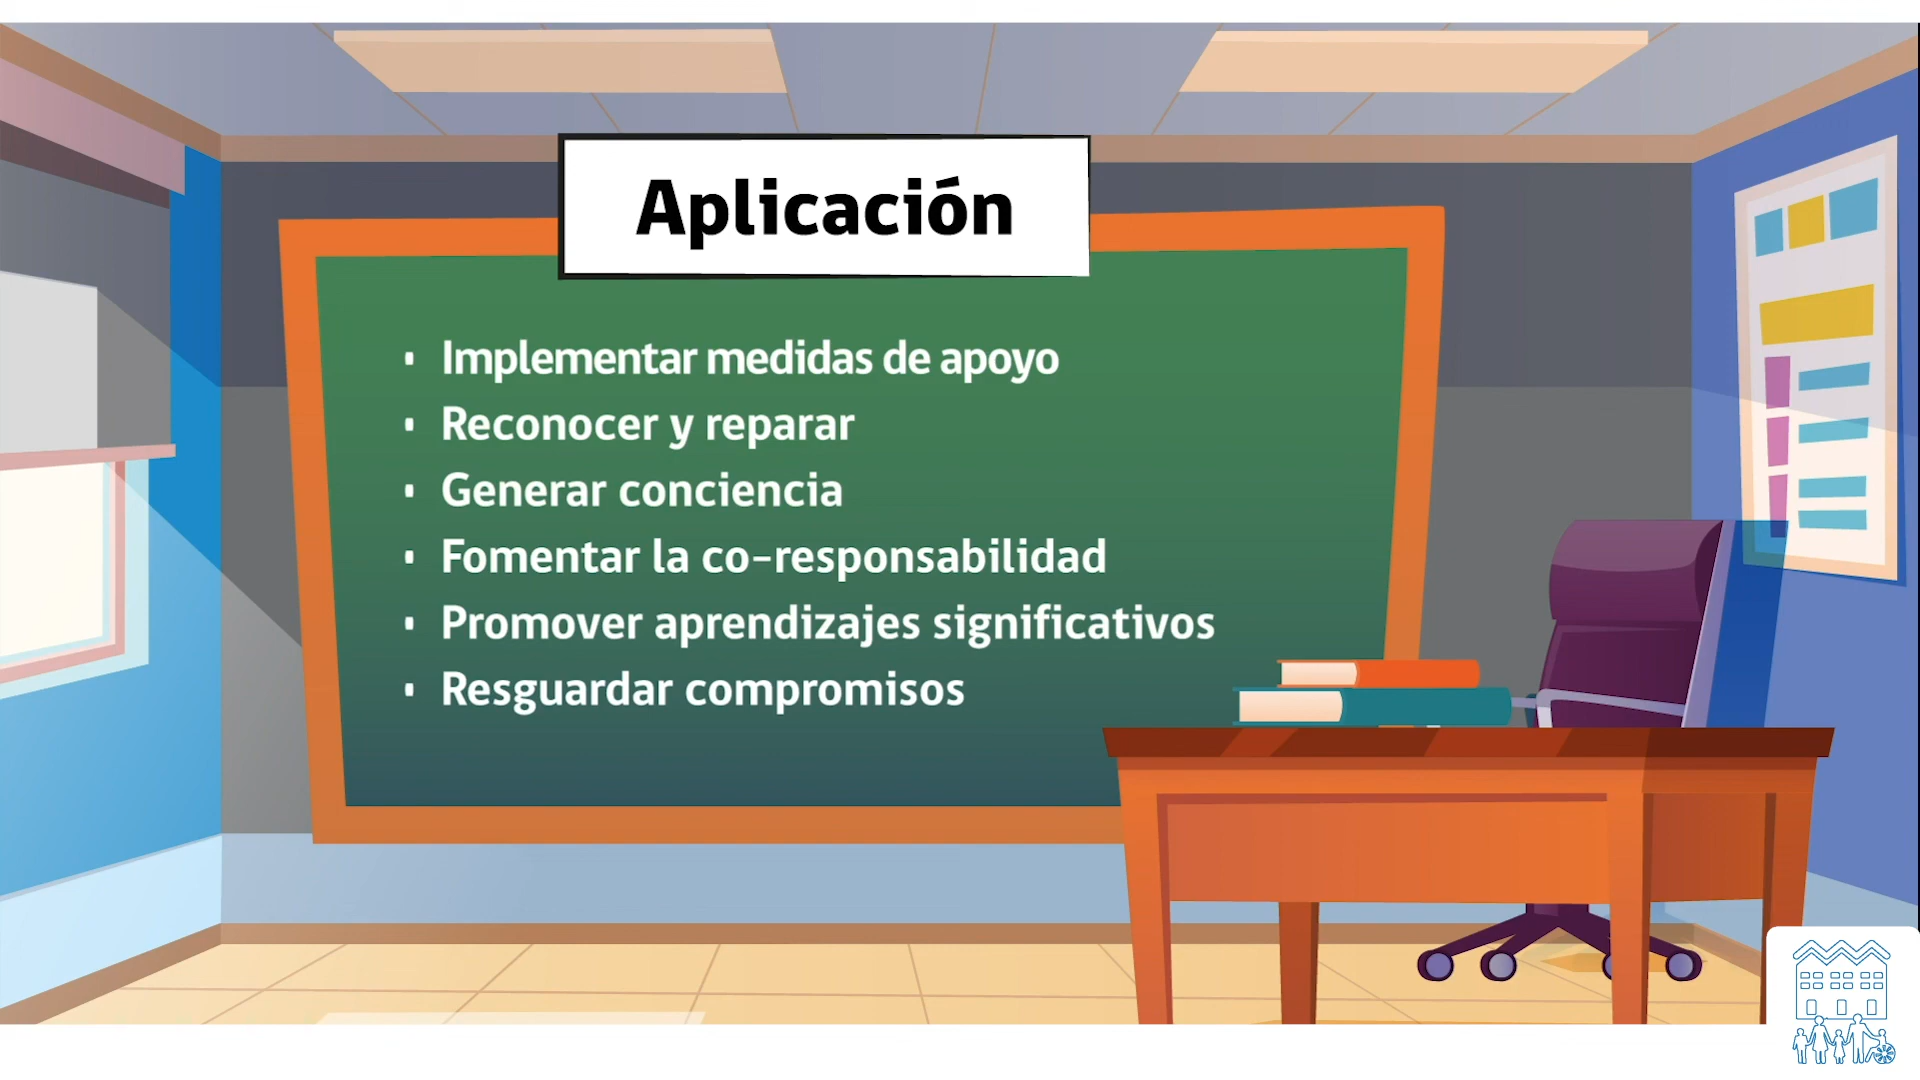 Aplicación
· Implementar medidas de apoyo
· Reconocer y reparar
· Generar conciencia
· Fomentar la co-responsabilidad
· Promover aprendizajes significativos
· Resguardar compromisos